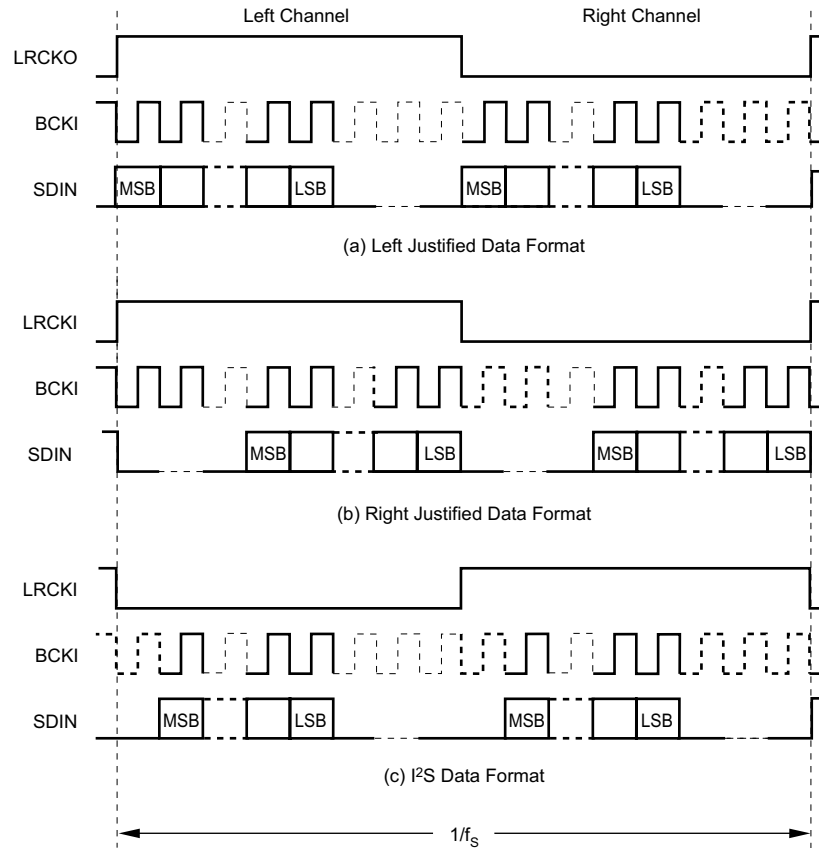 Left Channel Right Channel
LRCKO
BCKI
SDIN MSB LSB MSB LSB
(a) Left Justified Data Format
LRCKI
BCKI
SDIN MSB LSB MSB LSB
(b) Right Justified Data Format
LRCKI
BCKI
SDIN MSB LSB MSB LSB
(c) I²S Data Format
1/fS